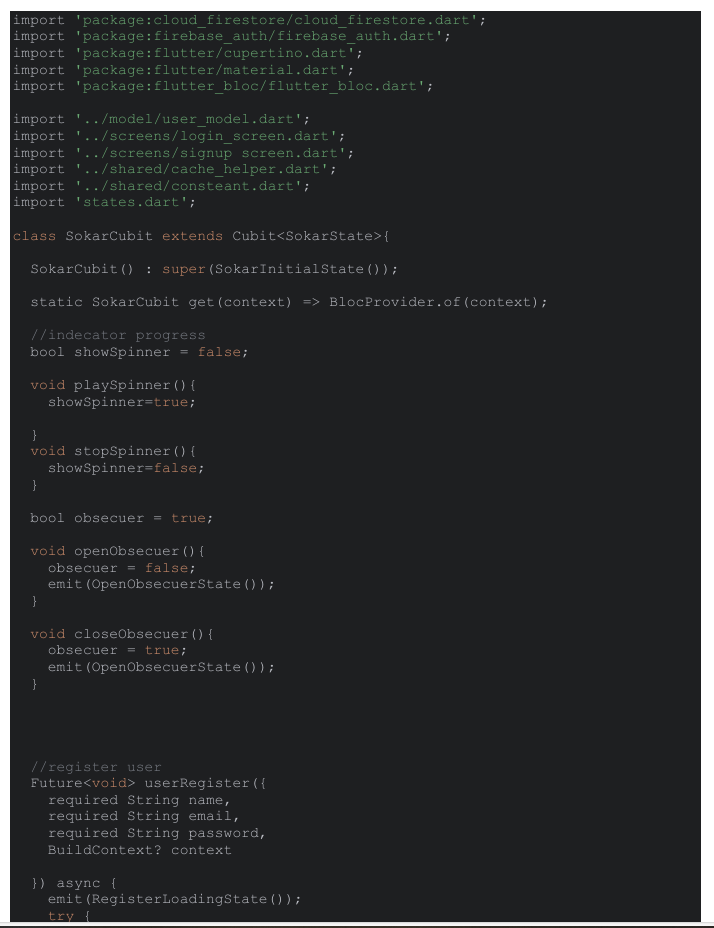 import 'package:cloud_firestore/cloud_firestore.dart';
import 'package:firebase_auth/firebase_auth.dart';
import 'package:flutter/cupertino.dart';
import 'package:flutter/material.dart';
import 'package:flutter_bloc/flutter_bloc.dart';

import '../model/user_model.dart';
import '../screens/login_screen.dart';
import '../screens/signup screen.dart';
import '../shared/cache_helper.dart';
import '../shared/consteant.dart';
import 'states.dart';

class SokarCubit extends Cubit<SokarState>{

  SokarCubit() : super(SokarInitialState());

  static SokarCubit get(context) => BlocProvider.of(context);

  //indecator progress
  bool showSpinner = false;

  void playSpinner(){
    showSpinner=true;

  }
  void stopSpinner(){
    showSpinner=false;
  }

  bool obsecuer = true;

  void openObsecuer(){
    obsecuer = false;
    emit(OpenObsecuerState());
  }

  void closeObsecuer(){
    obsecuer = true;
    emit(OpenObsecuerState());
  }

  //register user
  Future<void> userRegister({
    required String name,
    required String email,
    required String password,
    BuildContext? context

  }) async {
    emit(RegisterLoadingState());
    try {